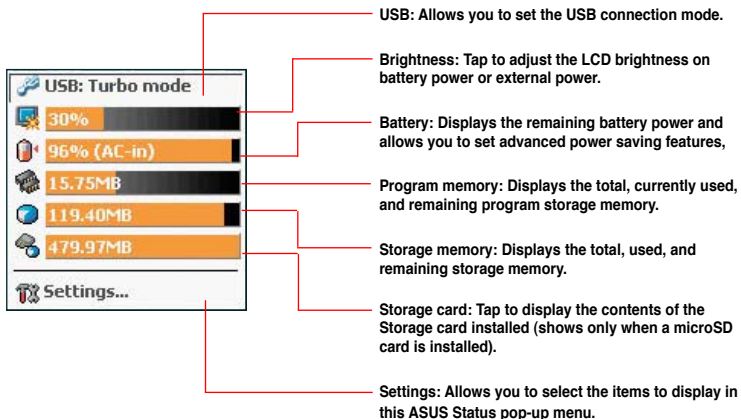 USB: Allows you to set the USB connection mode.
Brightness: Tap to adjust the LCD brightness on
battery power or external power.
USB: Turbo mode
30%
Battery: Displays the remaining battery power and
allows you to set advanced power saving features,
96% (AC-in)
15.75MB
Program memory: Displays the total, currently used,
and remaining program storage memory.
119.40MB
479.97MB
Storage memory: Displays the total, used, and
remaining storage memory.
Settings...
Storage card: Tap to display the contents of the
Storage card installed (shows only when a microSD
card is installed).
Settings: Allows you to select the items to display in
this ASUS Status pop-up menu.